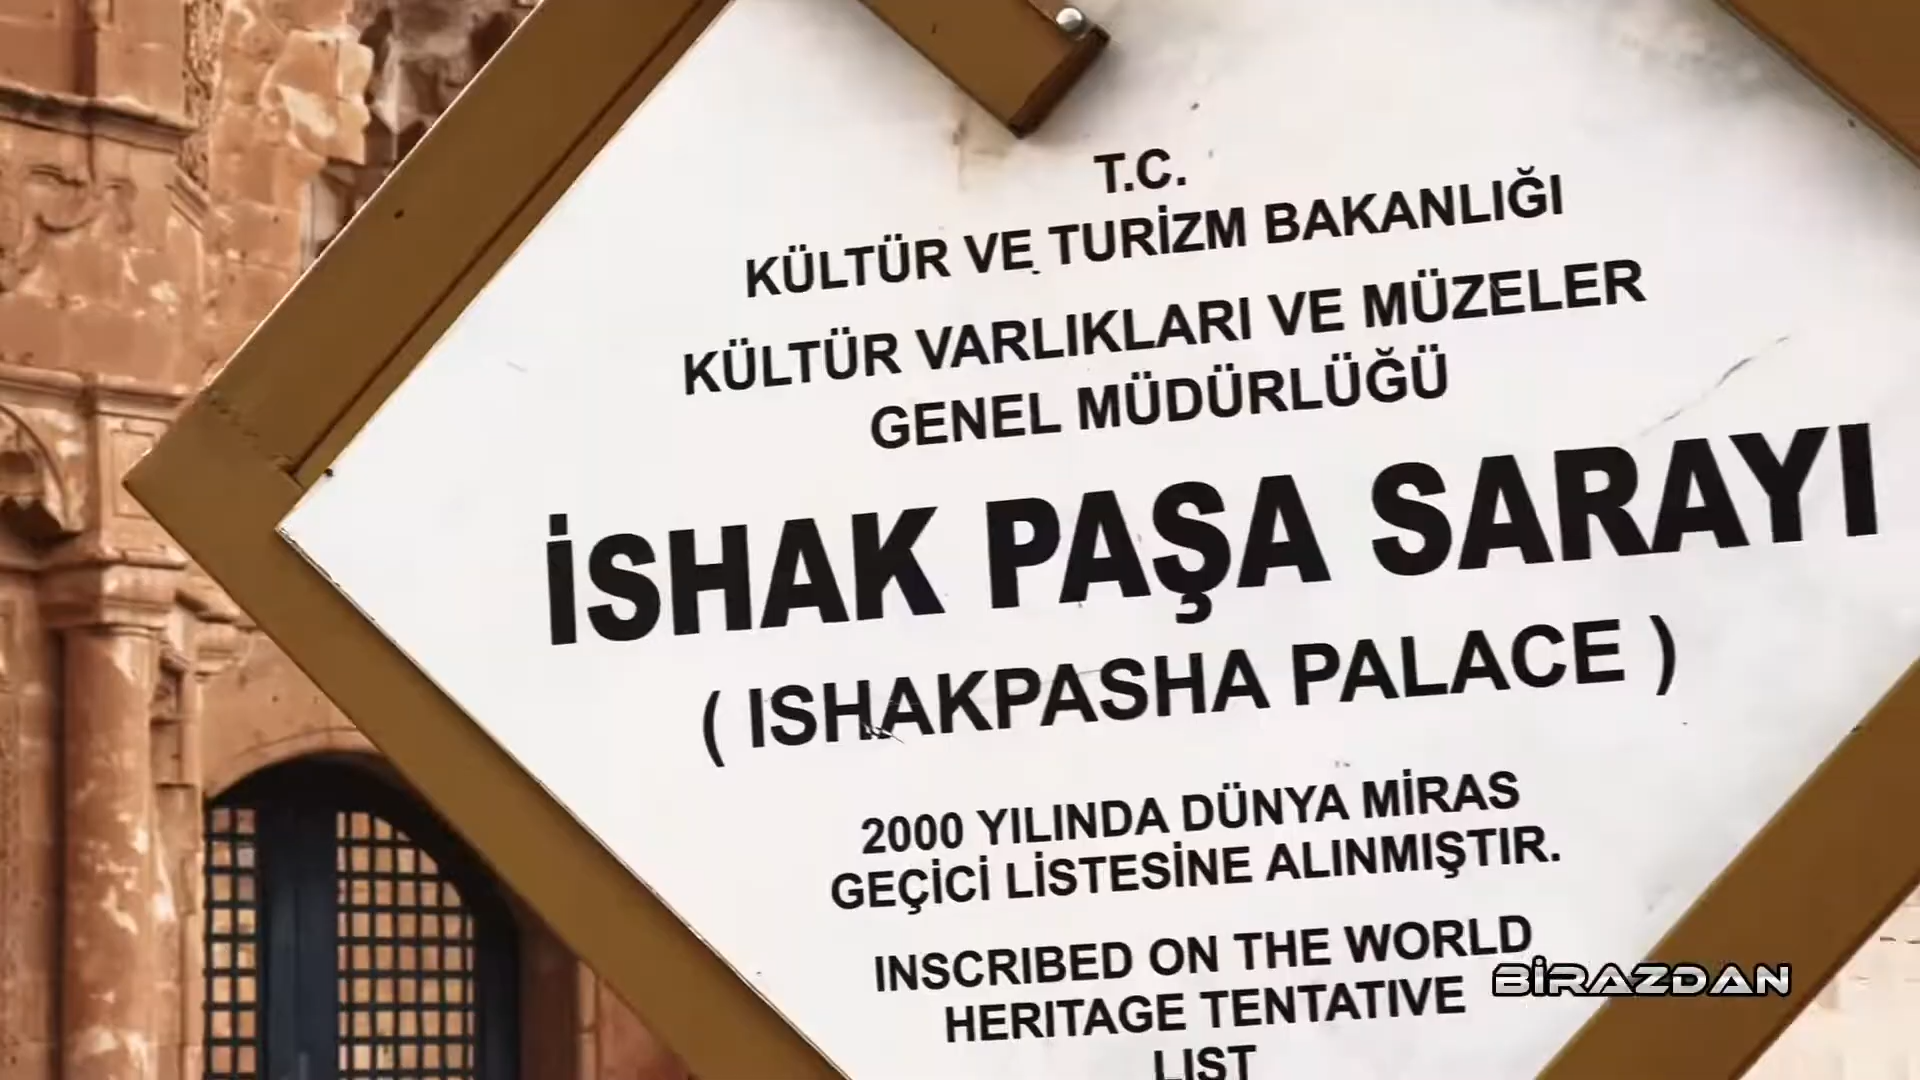 T.C.
KÜLTÜR VE TURİZM BAKANLIĞI
KÜLTÜR VARLIKLARI VE MÜZELER
GENEL MÜDÜRLÜĞÜ
İSHAK PAŞA SARAYI
( ISHAKPASHA PALACE )
2000 YILINDA DÜNYA MİRAS
GEÇİCİ LİSTESİNE ALINMIŞTIR.
INSCRIBED ON THE WORLD
HERITAGE TENTATIVE
LIST
BİRAZDAN